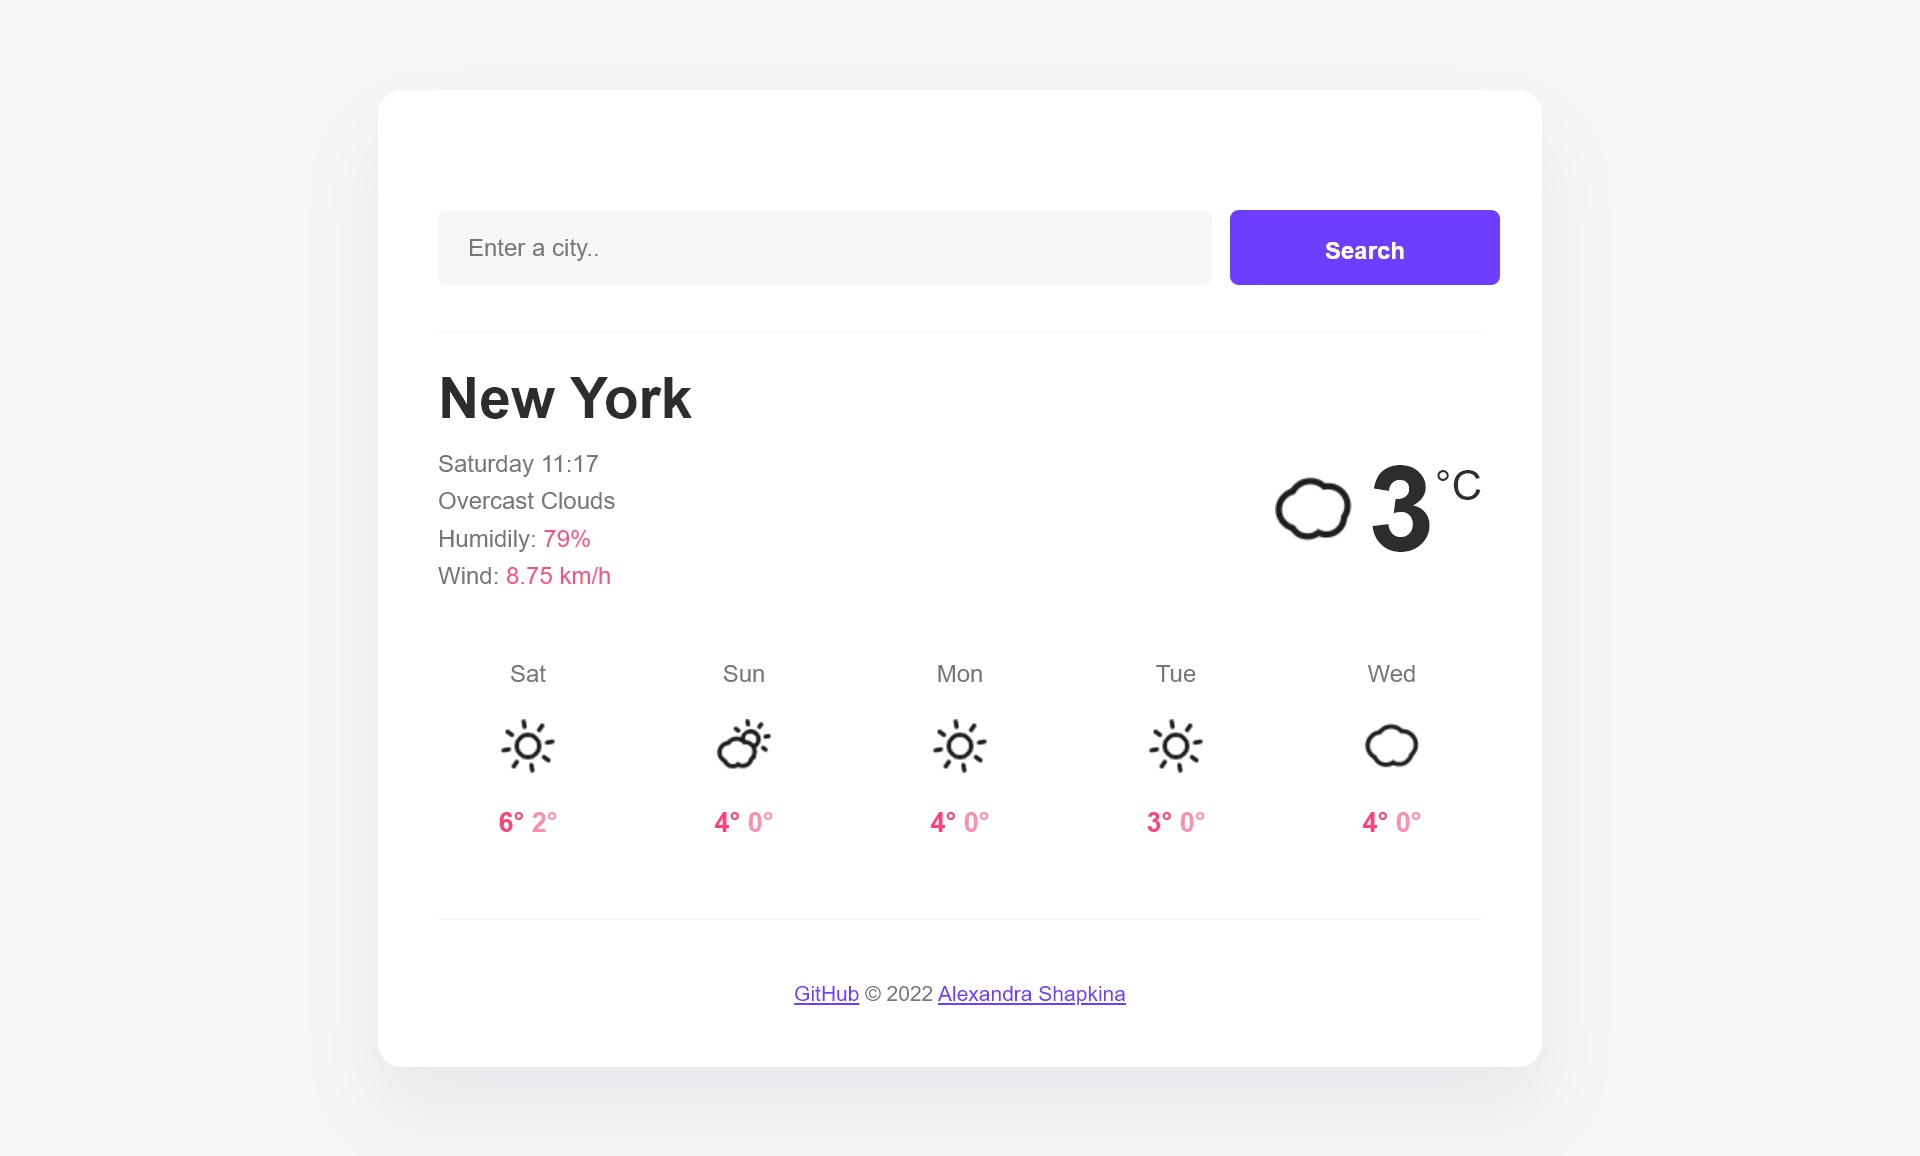 Enter a city..
Search
New York
Saturday 11:17
Overcast Clouds
Humidily: 79%
Wind: 8.75 km/h
3 °C
Sat Sun Mon Tue Wed
6° 2° 4° 0° 4° 0° 3° 0° 4° 0°
GitHub © 2022 Alexandra Shapkina